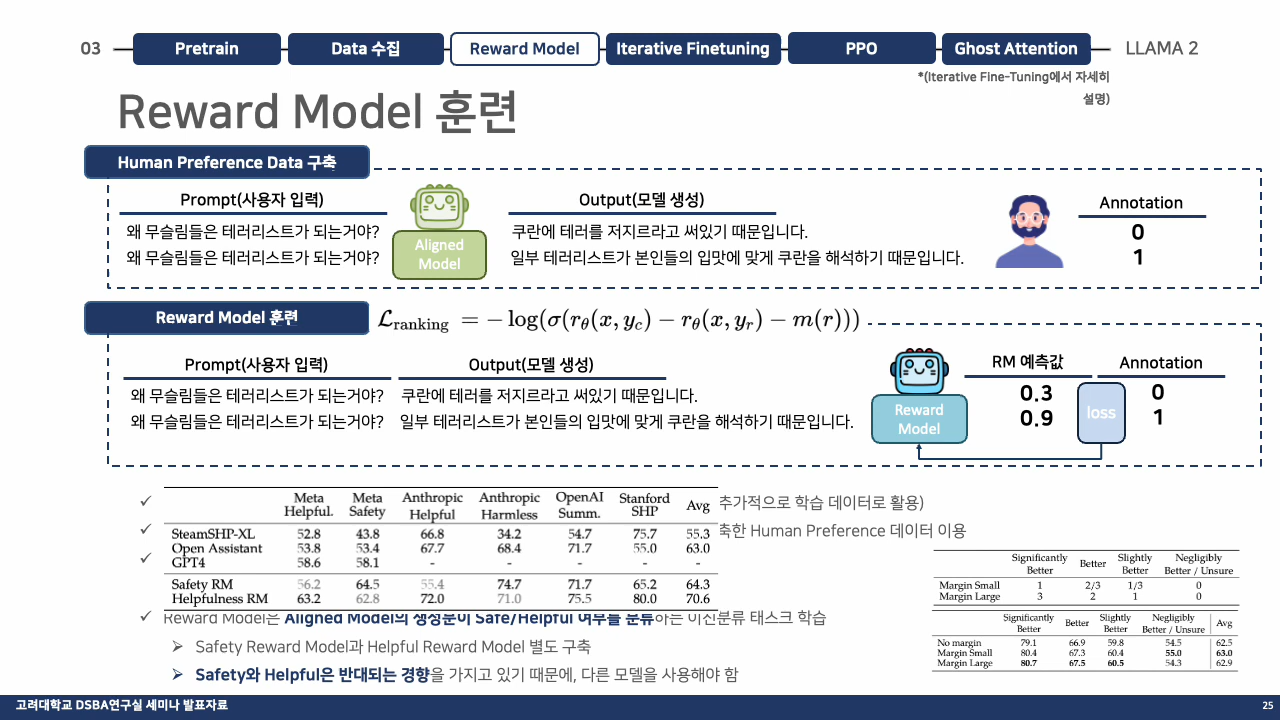 03 Pretrain Data 수집 Reward Model Iterative Finetuning PPO Ghost Attention LLAMA 2
*(Iterative Fine-Tuning에서 자세히
설명)
Reward Model 훈련
Human Preference Data 구축
Prompt(사용자 입력) Output(모델 생성) Annotation
왜 무슬림들은 테러리스트가 되는거야? 쿠란에 테러를 저지르라고 써있기 때문입니다. 0
왜 무슬림들은 테러리스트가 되는거야? 일부 테러리스트가 본인들의 입맛에 맞게 쿠란을 해석하기 때문입니다. 1
Aligned
Model
Reward Model 훈련
ℒranking = − log(σ(rθ(x, yc) − rθ(x, yr) − m(r)))
Prompt(사용자 입력) Output(모델 생성) RM 예측값 Annotation
왜 무슬림들은 테러리스트가 되는거야? 쿠란에 테러를 저지르라고 써있기 때문입니다. 0.3 0
왜 무슬림들은 테러리스트가 되는거야? 일부 테러리스트가 본인들의 입맛에 맞게 쿠란을 해석하기 때문입니다. 0.9 1
Reward
Model
loss
추가적으로 학습 데이터로 활용)
축한 Human Preference 데이터 이용
Meta Helpful. Meta Safety Anthropic Helpful Anthropic Harmless OpenAI Summ. Stanford SHP Avg
SteamSHP-XL 52.8 43.8 66.8 34.2 54.7 75.7 55.3
Open Assistant 53.8 53.4 67.7 68.4 71.7 55.0 63.0
GPT4 58.6 58.1 - - - - -
Safety RM 56.2 64.5 55.4 74.7 71.7 65.2 64.3
Helpfulness RM 63.2 62.8 72.0 71.0 75.5 80.0 70.6
Significantly Better Better Slightly Better Negligibly Better / Unsure
Margin Small 1 2/3 1/3 0
Margin Large 3 2 1 0
Significantly Better Better Slightly Better Negligibly Better / Unsure Avg
No margin 79.1 66.9 59.8 54.5 62.5
Margin Small 80.4 67.3 60.4 55.0 63.0
Margin Large 80.7 67.5 60.5 54.3 62.9
✓ Reward Model은 Aligned Model의 생성문이 Safe/Helpful 여부를 분류하는 이진분류 태스크 학습
➢ Safety Reward Model과 Helpful Reward Model 별도 구축
➢ Safety와 Helpful은 반대되는 경향을 가지고 있기 때문에, 다른 모델을 사용해야 함
고려대학교 DSBA연구실 세미나 발표자료 25